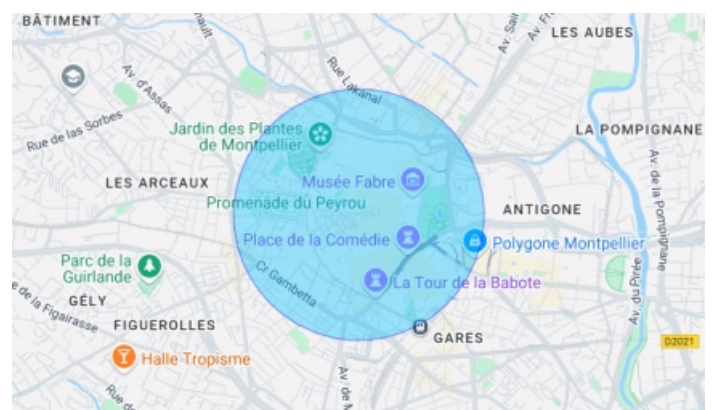 BÂTIMENT
LES AUBES
Rue Lakanal
Av. d'Assas
Rue de las Sorbes
Jardin des Plantes
de Montpellier
LA POMPIGNANE
Av. de la Pompignane
LES ARCEAUX
Musée Fabre
Promenade du Peyrou
ANTIGONE
Place de la Comédie
Polygone Montpellier
Parc de la
Guirlande
Cr Gambetta
La Tour de la Babote
Av. du Pirée
GÉLY
e de la Figairasse
FIGUEROLLES
GARES
D2021
Halle Tropisme